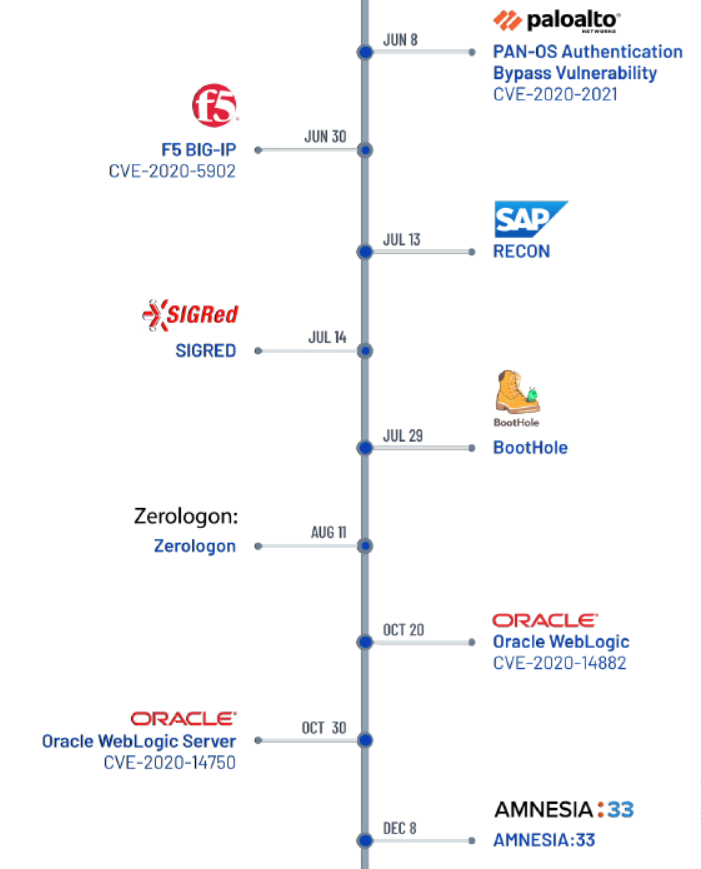 paloalto
NETWORKS
JUN 8
PAN-OS Authentication
Bypass Vulnerability
CVE-2020-2021
f5
JUN 30
F5 BIG-IP
CVE-2020-5902
SAP
JUL 13
RECON
SIGRed
JUL 14
SIGRED
BootHole
JUL 29
BootHole
Zerologon:
AUG 11
Zerologon
ORACLE
OCT 20
Oracle WebLogic
CVE-2020-14882
ORACLE
OCT 30
Oracle WebLogic Server
CVE-2020-14750
AMNESIA:33
DEC 8
AMNESIA:33